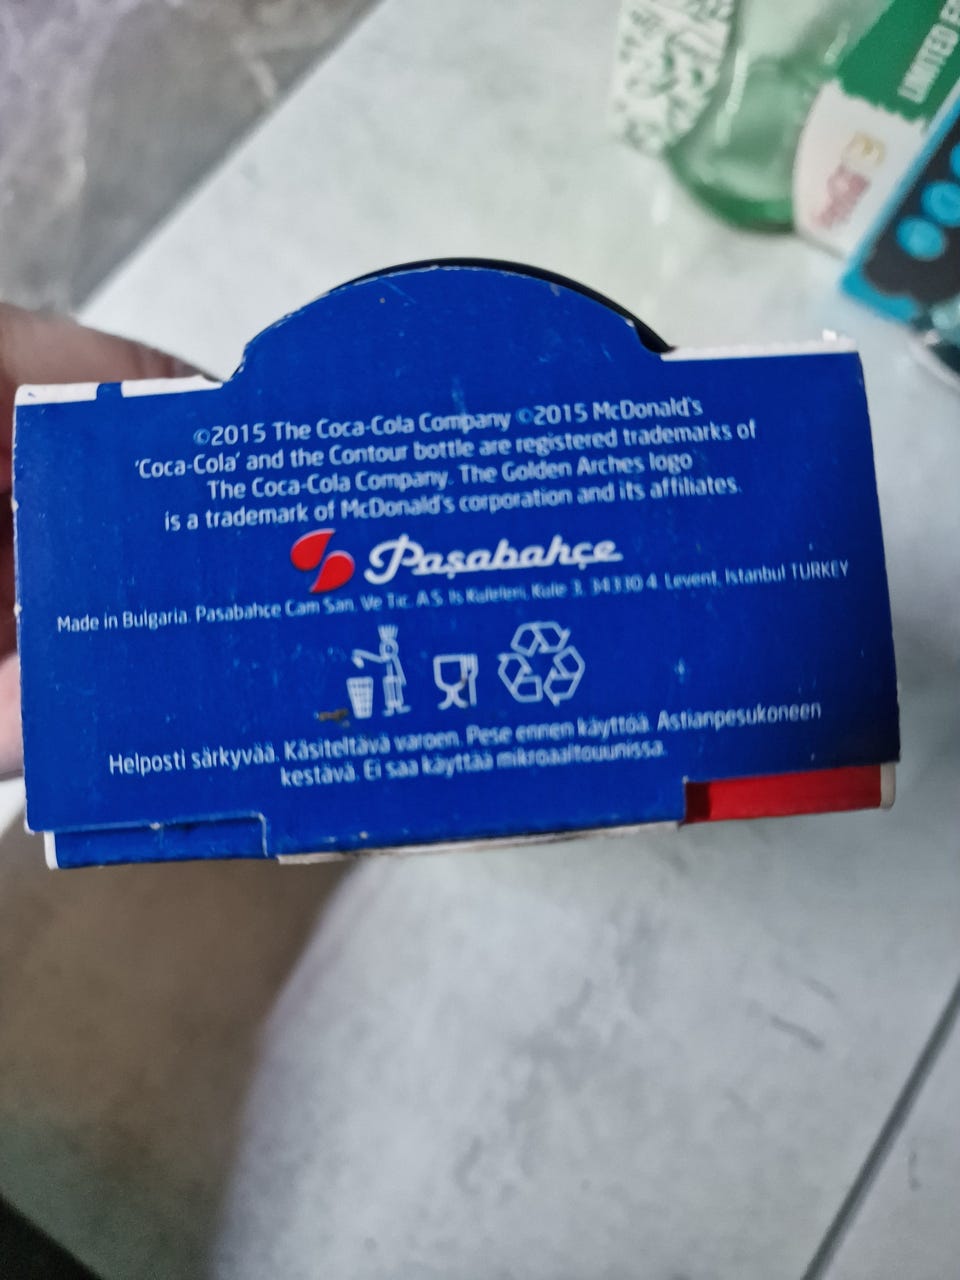 ©2015 The Coca-Cola Company ©2015 McDonald's
'Coca-Cola' and the Contour bottle are registered trademarks of
The Coca-Cola Company. The Golden Arches logo
is a trademark of McDonald's corporation and its affiliates.
Paşabahçe
Made in Bulgaria. Pasabahce Cam San. Ve Tic. A.S. Is Kuleleri, Kule 3, 34330 4. Levent, Istanbul TURKEY
Helposti särkyvää. Käsiteltävä varoen. Pese ennen käyttöä. Astianpesukoneen
kestävä. Ei saa käyttää mikroaaltouunissa.
LIMITED